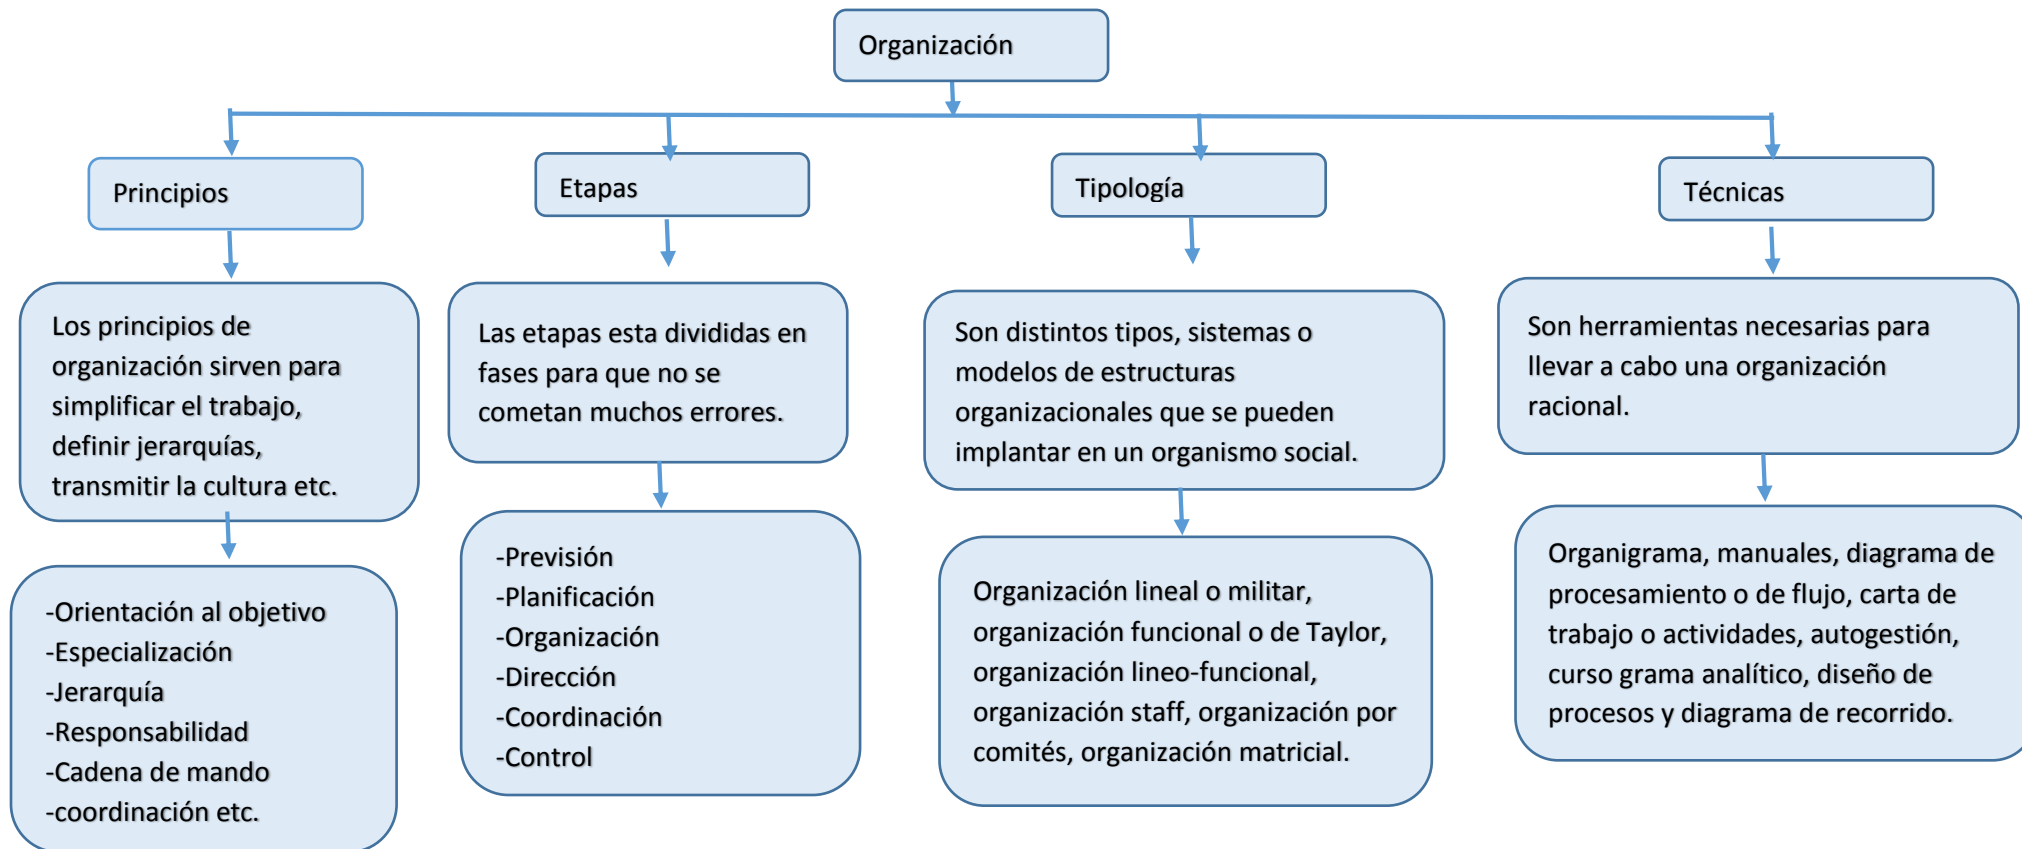 Organización
Principios
Etapas
Tipología
Técnicas
Los principios de
organización sirven para
simplificar el trabajo,
definir jerarquías,
transmitir la cultura etc.
Las etapas esta divididas en
fases para que no se
cometan muchos errores.
Son distintos tipos, sistemas o
modelos de estructuras
organizacionales que se pueden
implantar en un organismo social.
Son herramientas necesarias para
llevar a cabo una organización
racional.
-Orientación al objetivo
-Especialización
-Jerarquía
-Responsabilidad
-Cadena de mando
-coordinación etc.
-Previsión
-Planificación
-Organización
-Dirección
-Coordinación
-Control
Organización lineal o militar,
organización funcional o de Taylor,
organización lineo-funcional,
organización staff, organización por
comités, organización matricial.
Organigrama, manuales, diagrama de
procesamiento o de flujo, carta de
trabajo o actividades, autogestión,
curso grama analítico, diseño de
procesos y diagrama de recorrido.